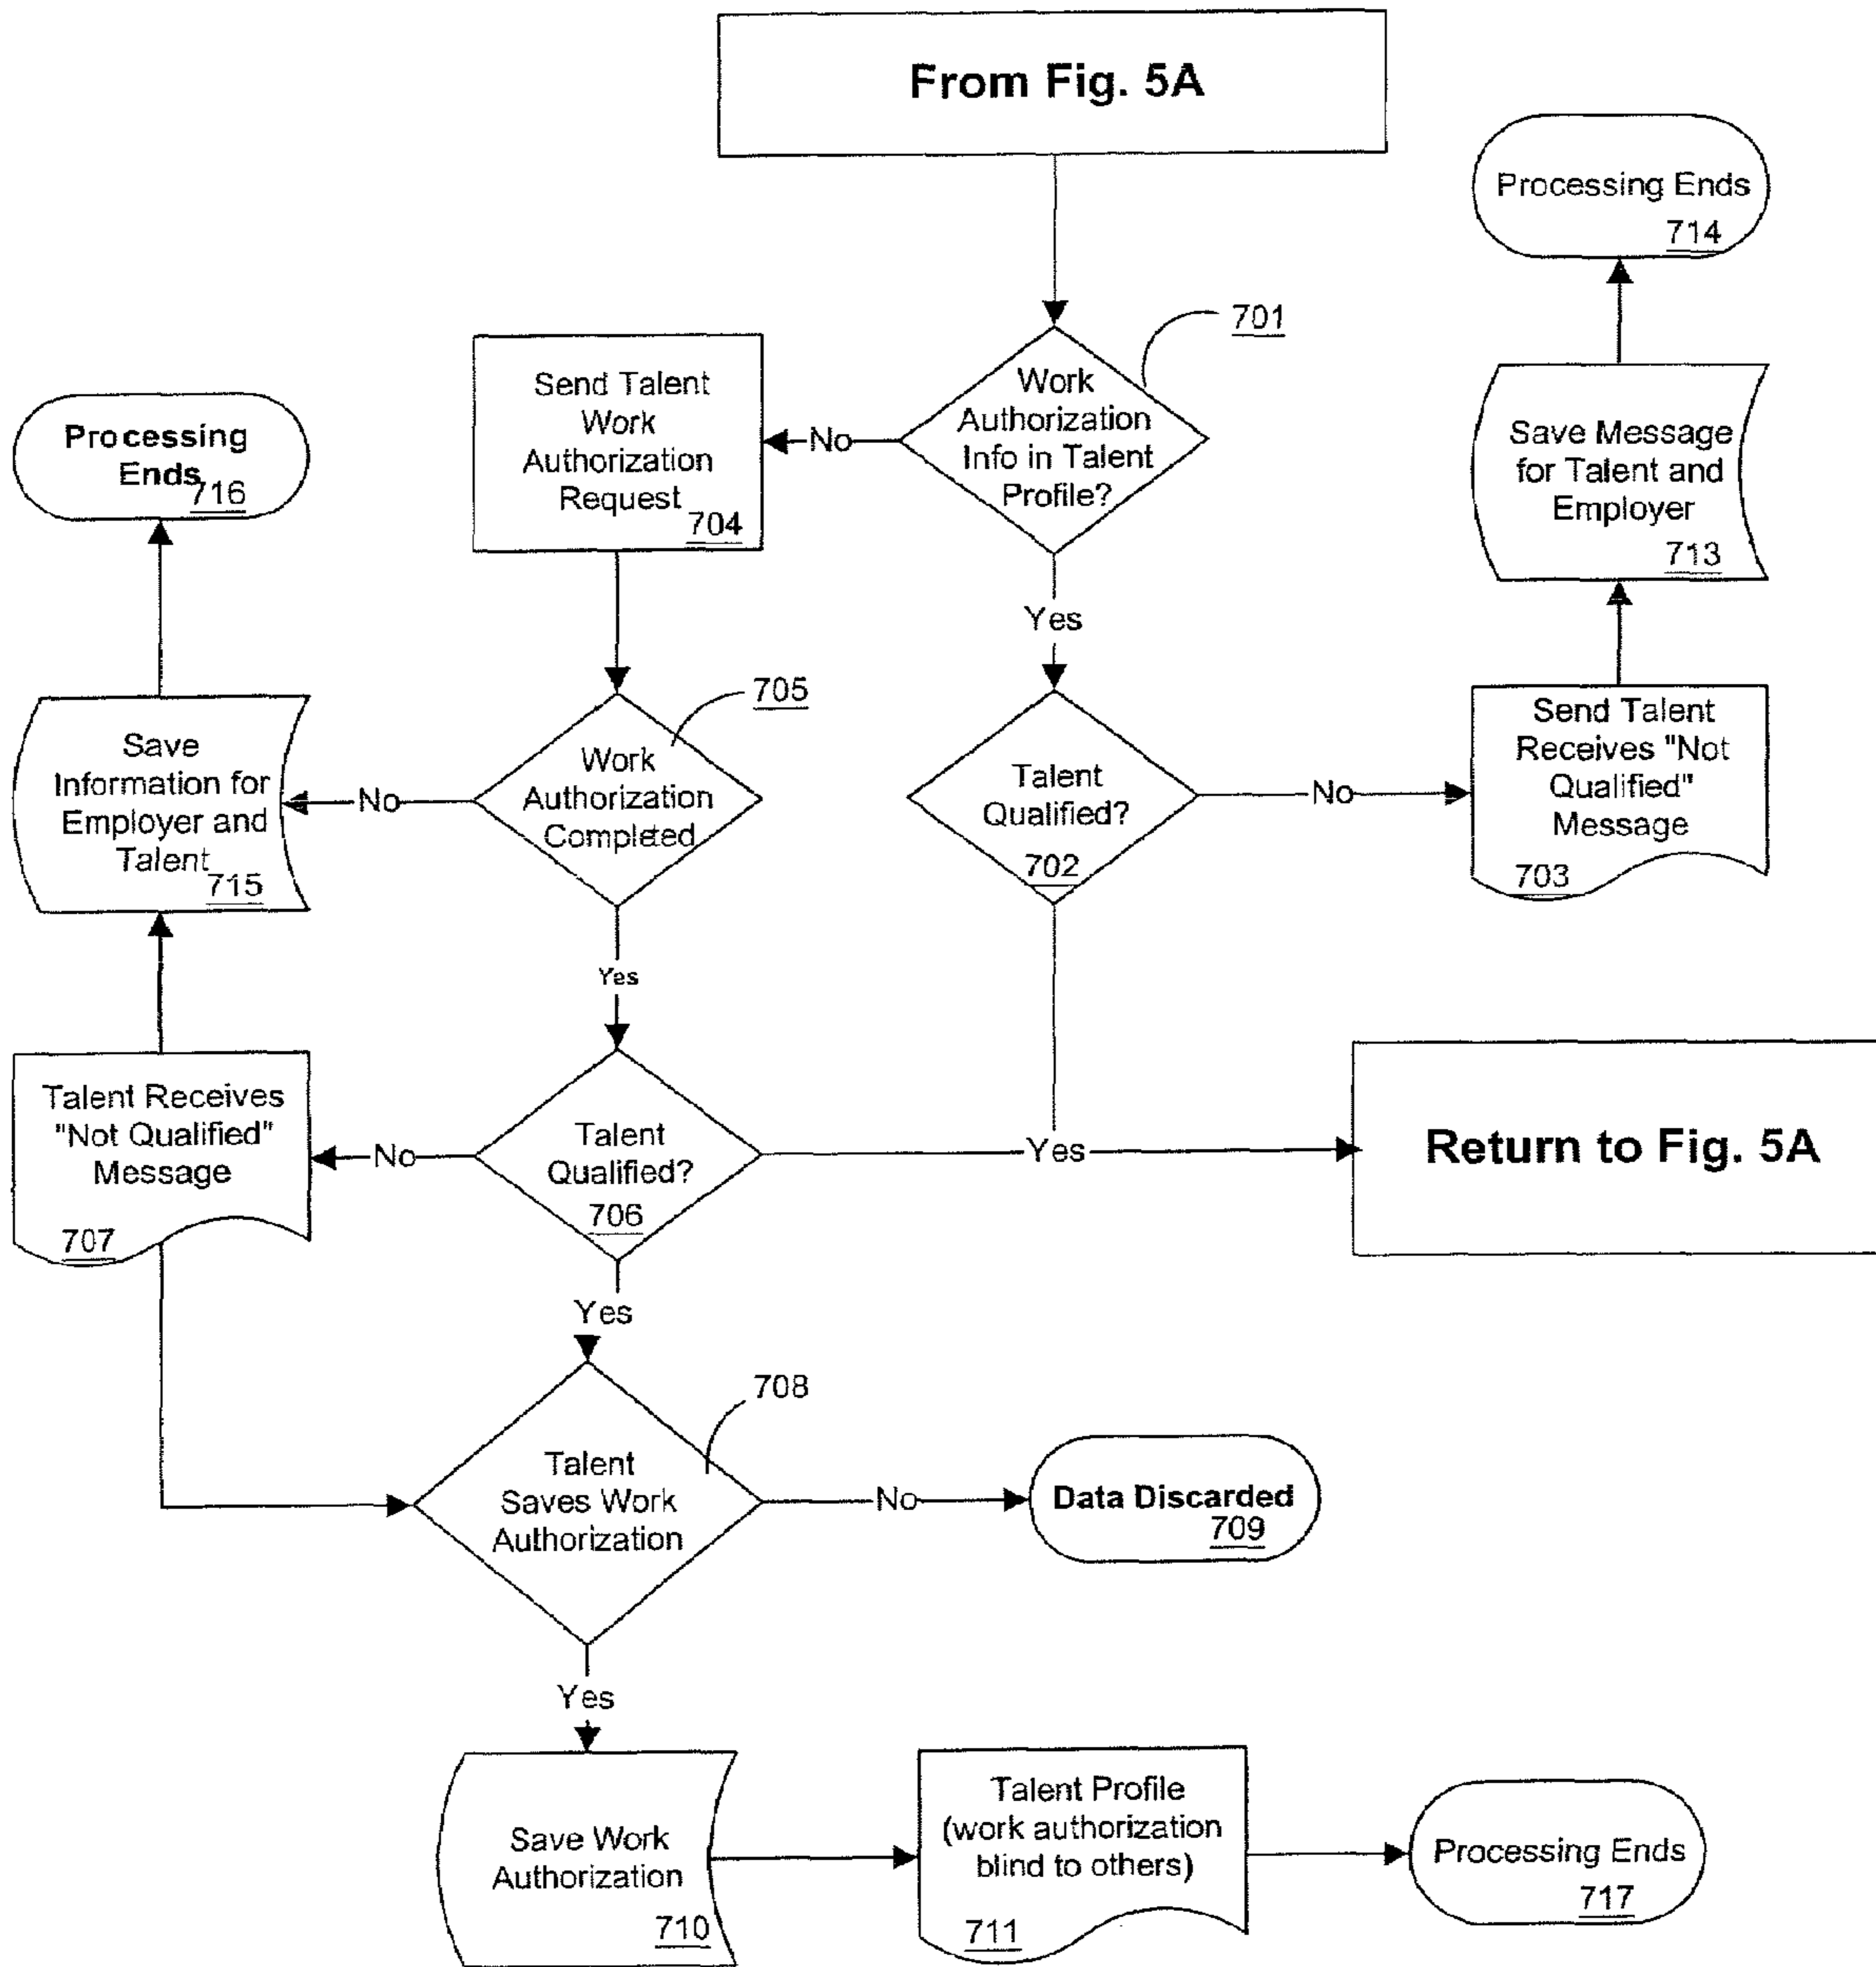 From Fig. 5A
Processing Ends
714
701
Work
Authorization
Info in Talent
Profile?
No
Send Talent
Work
Authorization
Request
704
Processing
Ends
716
Save Message
for Talent and
Employer
713
Yes
705
Save
Information for
Employer and
Talent
715
No
Work
Authorization
Completed
Talent
Qualified?
702
No
Send Talent
Receives "Not
Qualified"
Message
703
Yes
Talent Receives
"Not Qualified"
Message
707
No
Talent
Qualified?
706
Yes
Return to Fig. 5A
Yes
708
Talent
Saves Work
Authorization
No
Data Discarded
709
Yes
Save Work
Authorization
710
Talent Profile
(work authorization
blind to others)
711
Processing Ends
717